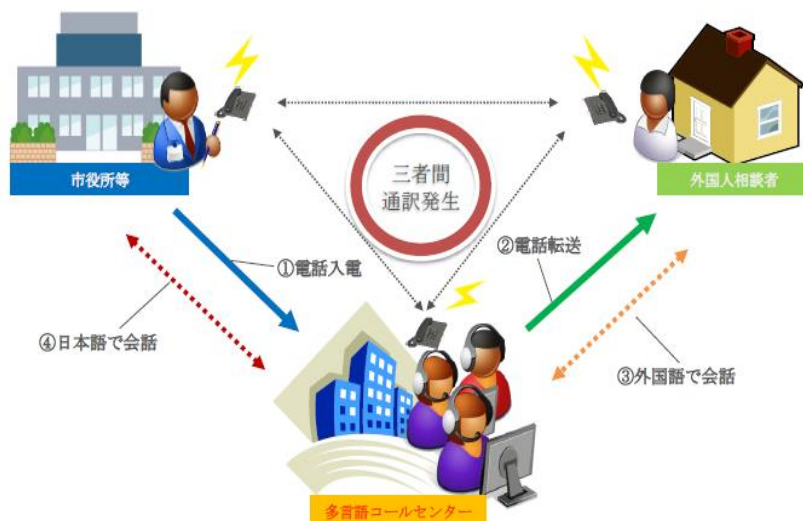 三者間
通訳発生
市役所等
外国人相談者
②電話転送
①電話入電
④日本語で会話
③外国語で会話
多言語コールセンター